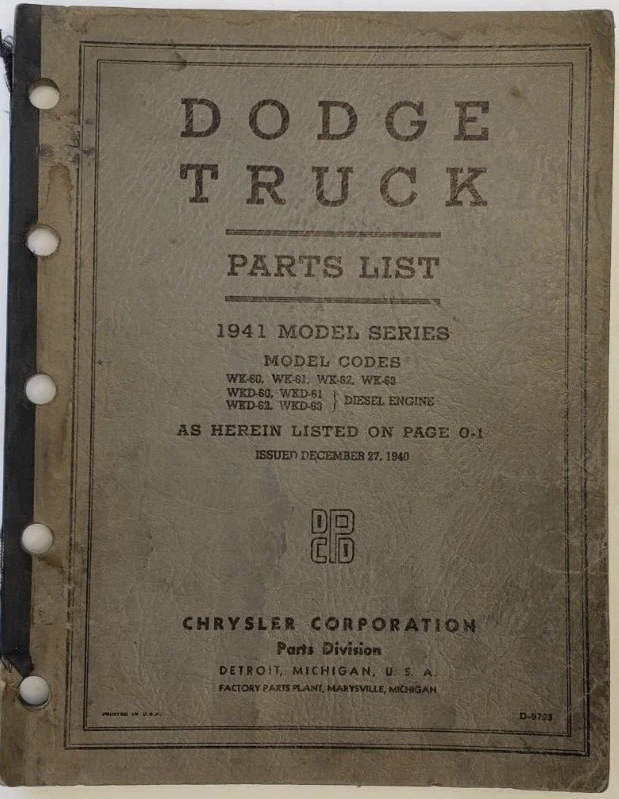 DODGE
TRUCK
PARTS LIST
1941 MODEL SERIES
MODEL CODES
WK-60, WK-61, WK-62, WK-63
WKD-60, WKD-61 } DIESEL ENGINE
WKD-62, WKD-63
AS HEREIN LISTED ON PAGE 0-1
ISSUED DECEMBER 27, 1940
DPCD
CHRYSLER CORPORATION
Parts Division
DETROIT, MICHIGAN, U. S. A.
FACTORY PARTS PLANT, MARYSVILLE, MICHIGAN
PRINTED IN U.S.A.